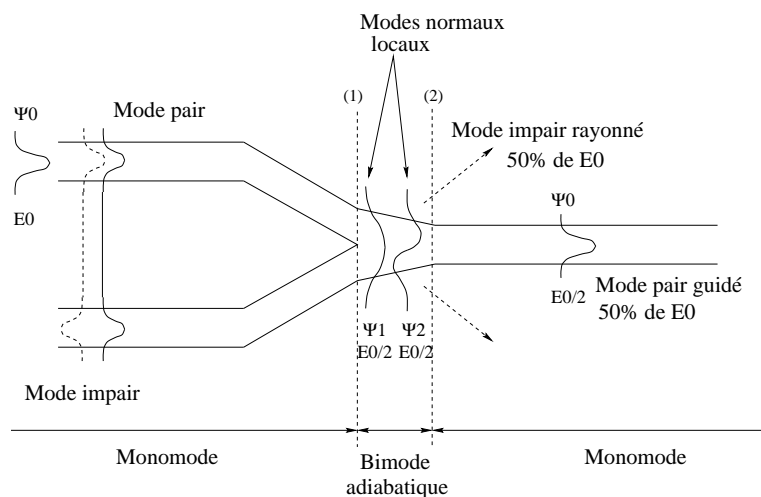 Modes normaux
locaux
(1)
(2)
Ψ0
Mode pair
Mode impair rayonné
50% de E0
E0
Ψ0
E0/2
Mode pair guidé
50% de E0
Ψ1
Ψ2
E0/2
E0/2
Mode impair
Monomode
Bimode
adiabatique
Monomode